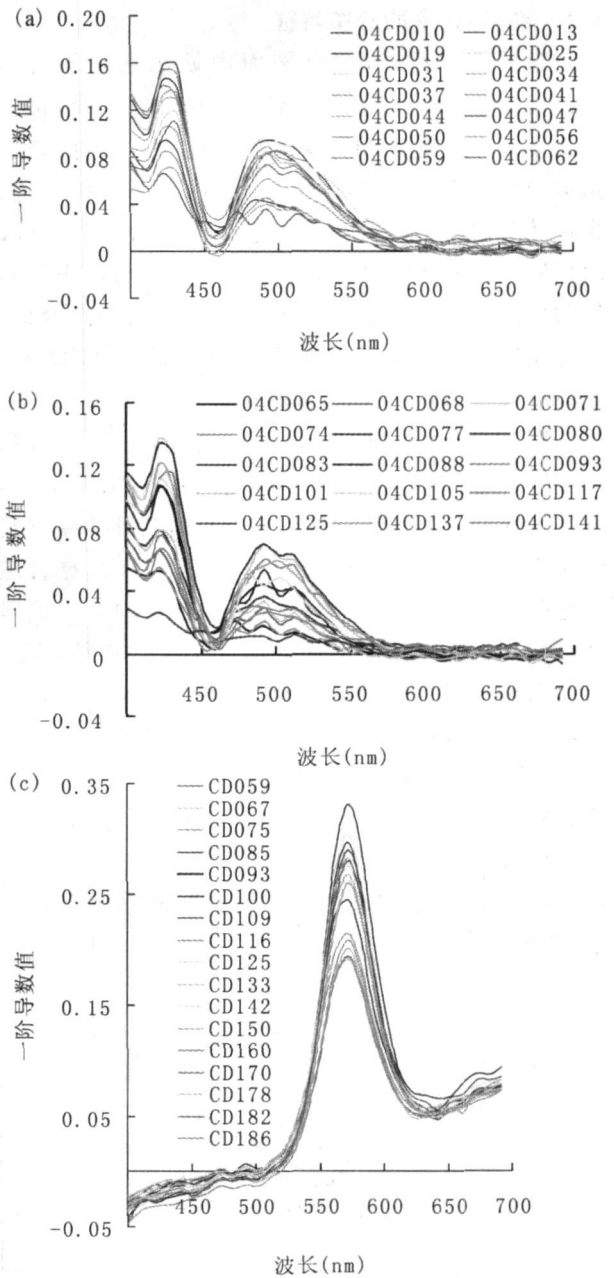 (a)
0.20
0.16
0.12
0.08
0.04
0
-0.04
一阶导数值
04CD010 04CD013
04CD019 04CD025
04CD031 04CD034
04CD037 04CD041
04CD044 04CD047
04CD050 04CD056
04CD059 04CD062
450 500 550 600 650 700
波长(nm)
(b)
0.16
0.12
0.08
0.04
0
-0.04
一阶导数值
04CD065 04CD068 04CD071
04CD074 04CD077 04CD080
04CD083 04CD088 04CD093
04CD101 04CD105 04CD117
04CD125 04CD137 04CD141
450 500 550 600 650 700
波长(nm)
(c)
0.35
0.25
0.15
0.05
-0.05
一阶导数值
CD059
CD067
CD075
CD085
CD093
CD100
CD109
CD116
CD125
CD133
CD142
CD150
CD160
CD170
CD178
CD182
CD186
450 500 550 600 650 700
波长(nm)